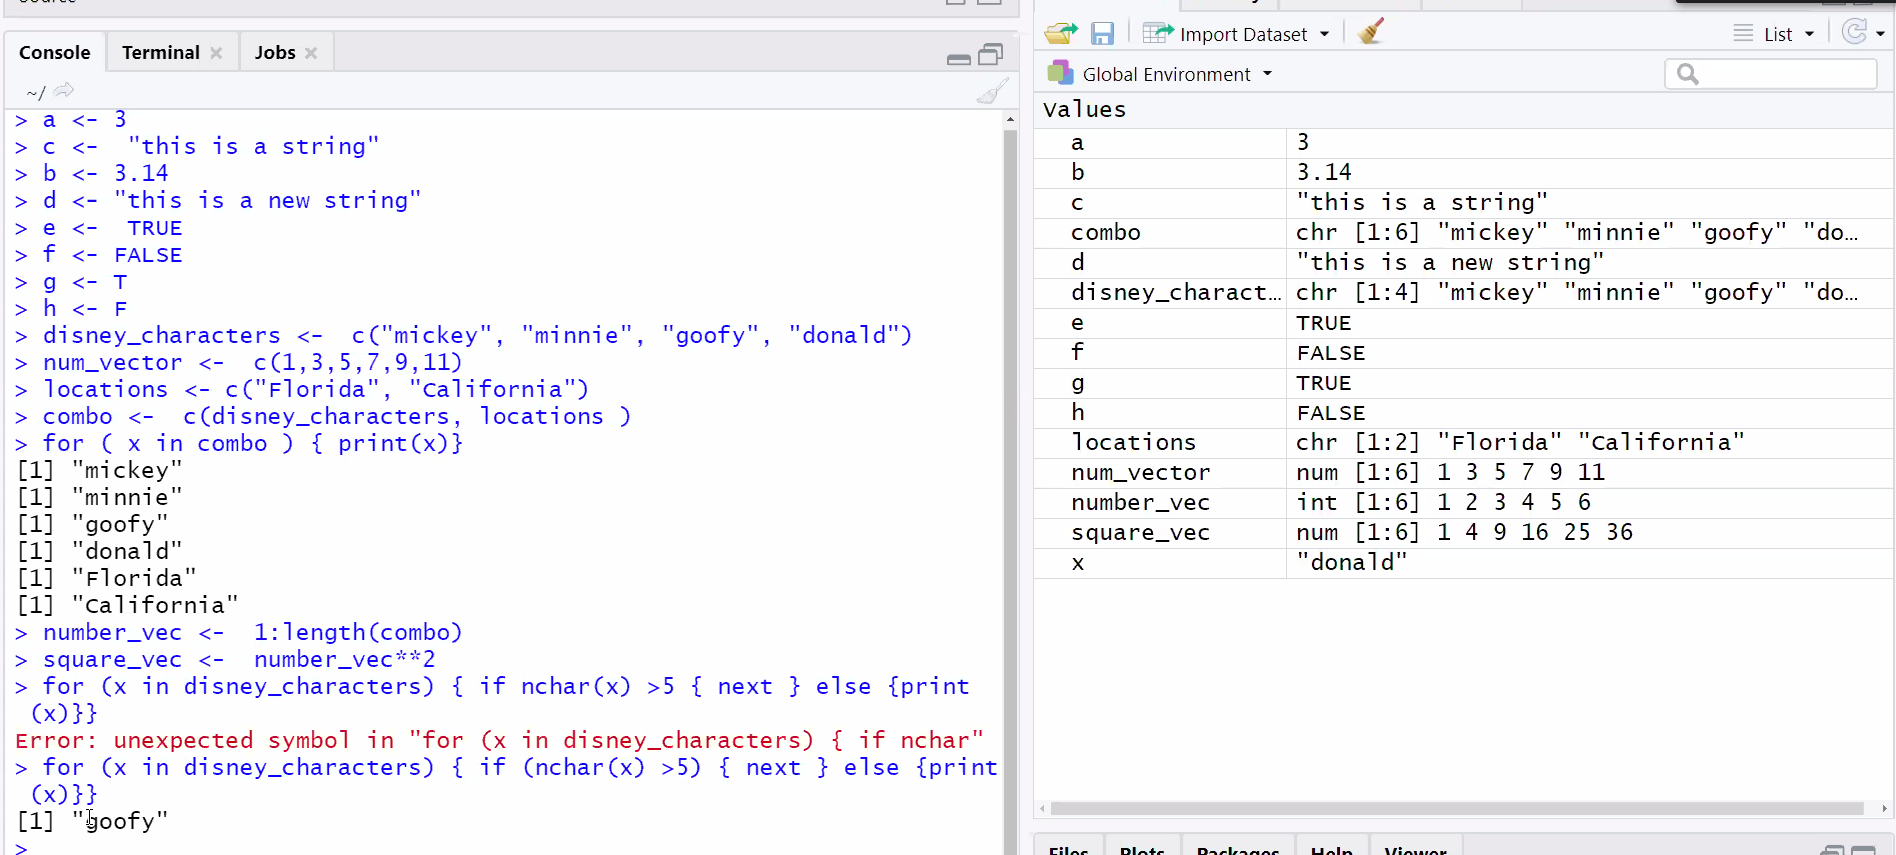 Console Terminal Jobs
~/
> a <- 3
> c <-  "this is a string"
> b <- 3.14
> d <- "this is a new string"
> e <-  TRUE
> f <- FALSE
> g <- T
> h <- F
> disney_characters <-  c("mickey", "minnie", "goofy", "donald")
> num_vector <-  c(1,3,5,7,9,11)
> locations <- c("Florida", "California")
> combo <-  c(disney_characters, locations )
> for ( x in combo ) { print(x)}
[1] "mickey"
[1] "minnie"
[1] "goofy"
[1] "donald"
[1] "Florida"
[1] "California"
> number_vec <-  1:length(combo)
> square_vec <-  number_vec**2
> for (x in disney_characters) { if nchar(x) >5 { next } else {print
(x)}}
Error: unexpected symbol in "for (x in disney_characters) { if nchar"
> for (x in disney_characters) { if (nchar(x) >5) { next } else {print
(x)}}
[1] "goofy"
>
Import Dataset List
Global Environment
Values
a 3
b 3.14
c "this is a string"
combo chr [1:6] "mickey" "minnie" "goofy" "do…
d "this is a new string"
disney_charact… chr [1:4] "mickey" "minnie" "goofy" "do…
e TRUE
f FALSE
g TRUE
h FALSE
locations chr [1:2] "Florida" "California"
num_vector num [1:6] 1 3 5 7 9 11
number_vec int [1:6] 1 2 3 4 5 6
square_vec num [1:6] 1 4 9 16 25 36
x "donald"
Files Plots Packages Help Viewer